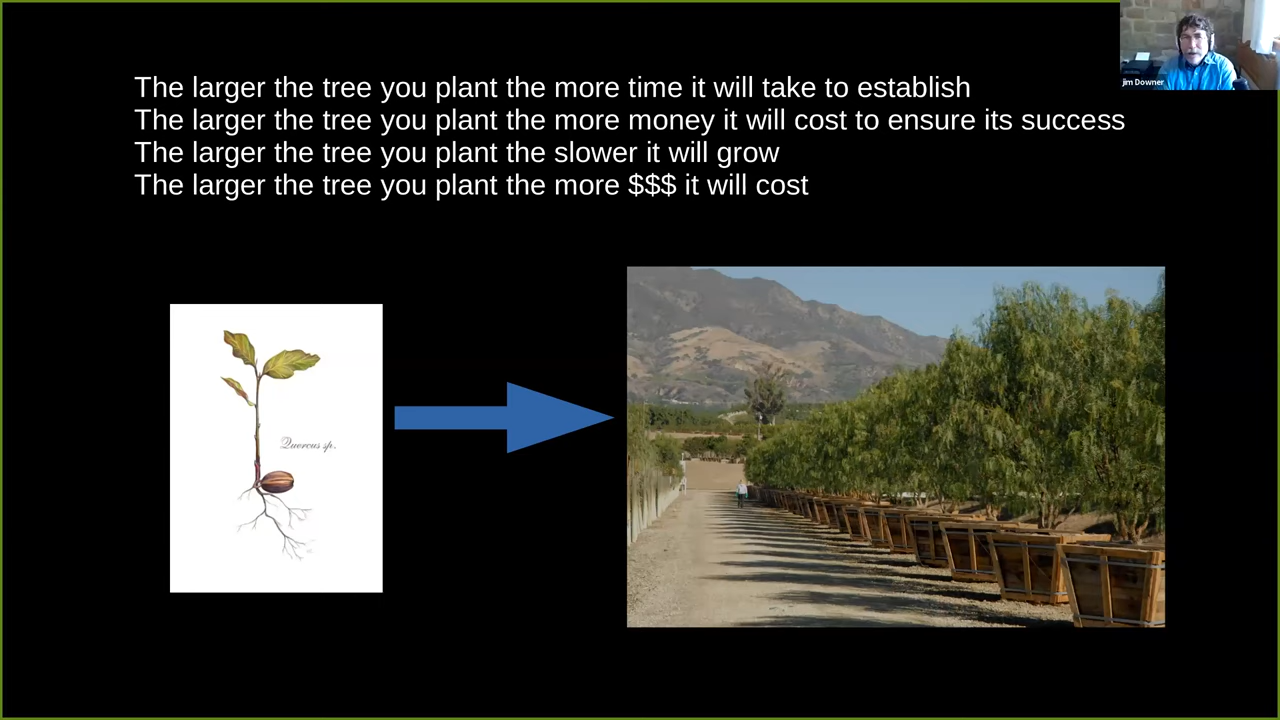 The larger the tree you plant the more time it will take to establish
The larger the tree you plant the more money it will cost to ensure its success
The larger the tree you plant the slower it will grow
The larger the tree you plant the more $$$ it will cost
Jim Downer
Quercus sp.